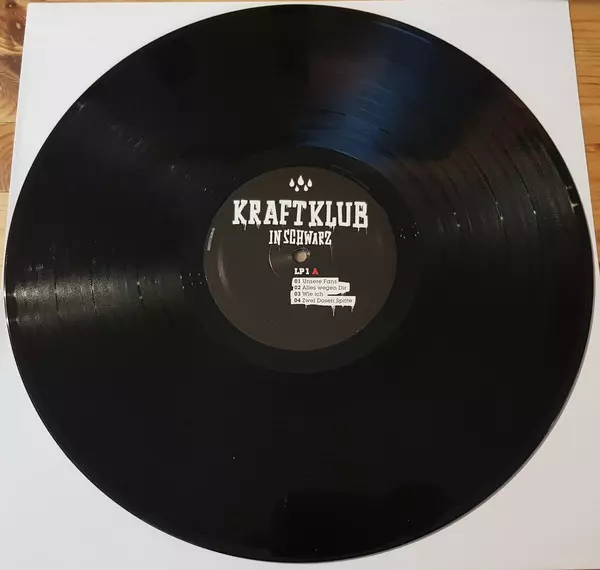 KRAFTKLUB
IN SCHWARZ
LP 1 A
01 Unsere Fans
02 Alles wegen Dir
03 Wie ich
04 Zwei Dosen Sprite